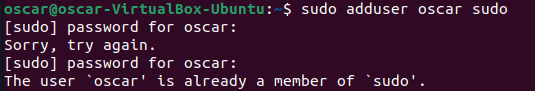 oscar@oscar-VirtualBox-Ubuntu:~$ sudo adduser oscar sudo
[sudo] password for oscar:
Sorry, try again.
[sudo] password for oscar:
The user `oscar' is already a member of `sudo'.